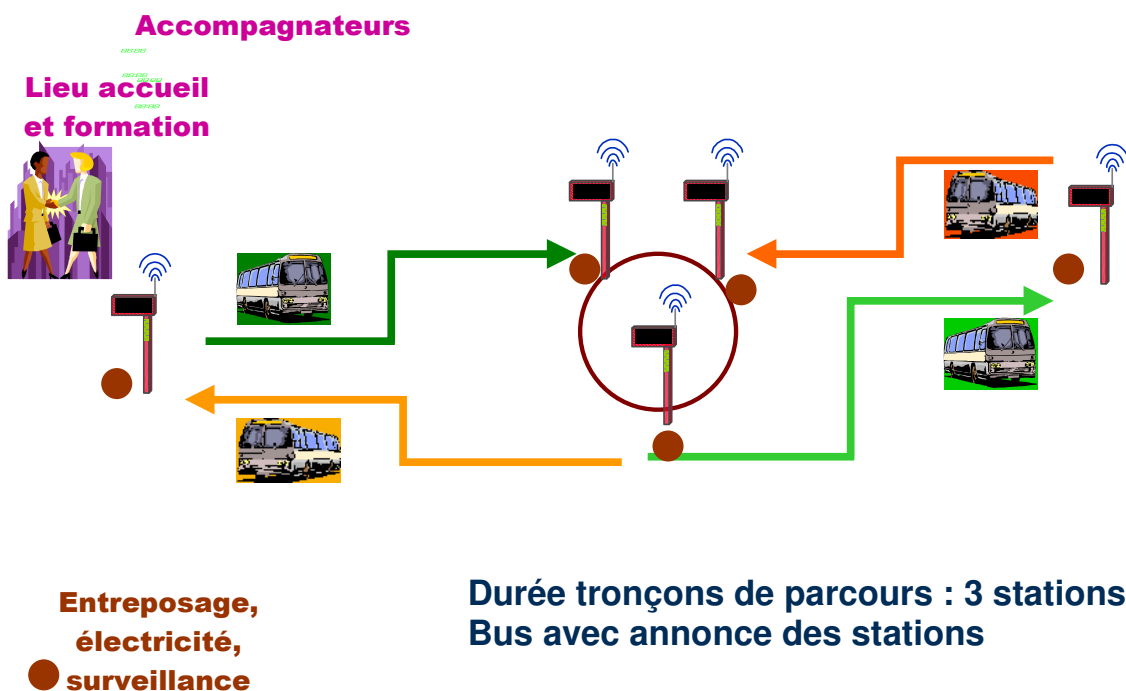 Accompagnateurs
Lieu accueil
et formation
Durée tronçons de parcours : 3 stations
Bus avec annonce des stations
Entreposage,
électricité,
surveillance